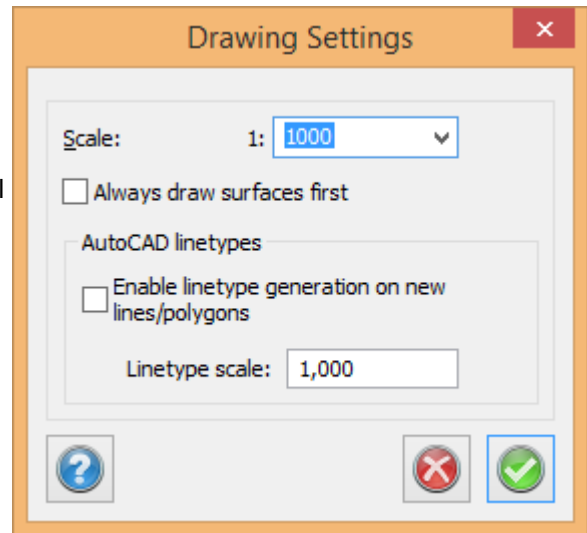 Drawing Settings
Scale: 1: 1000
Always draw surfaces first
AutoCAD linetypes
Enable linetype generation on new
lines/polygons
Linetype scale: 1,000